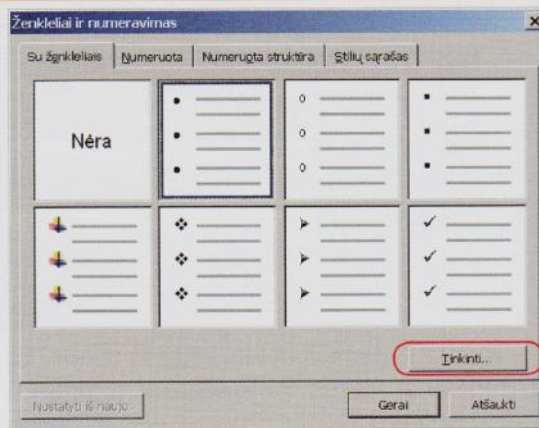 Ženkleliai ir numeravimas
Su ženkleliais
Numeruota
Numeruota struktūra
Stilių sąrašas
Nėra
Tinkinti...
Nustatyti iš naujo
Gerai
Atšaukti